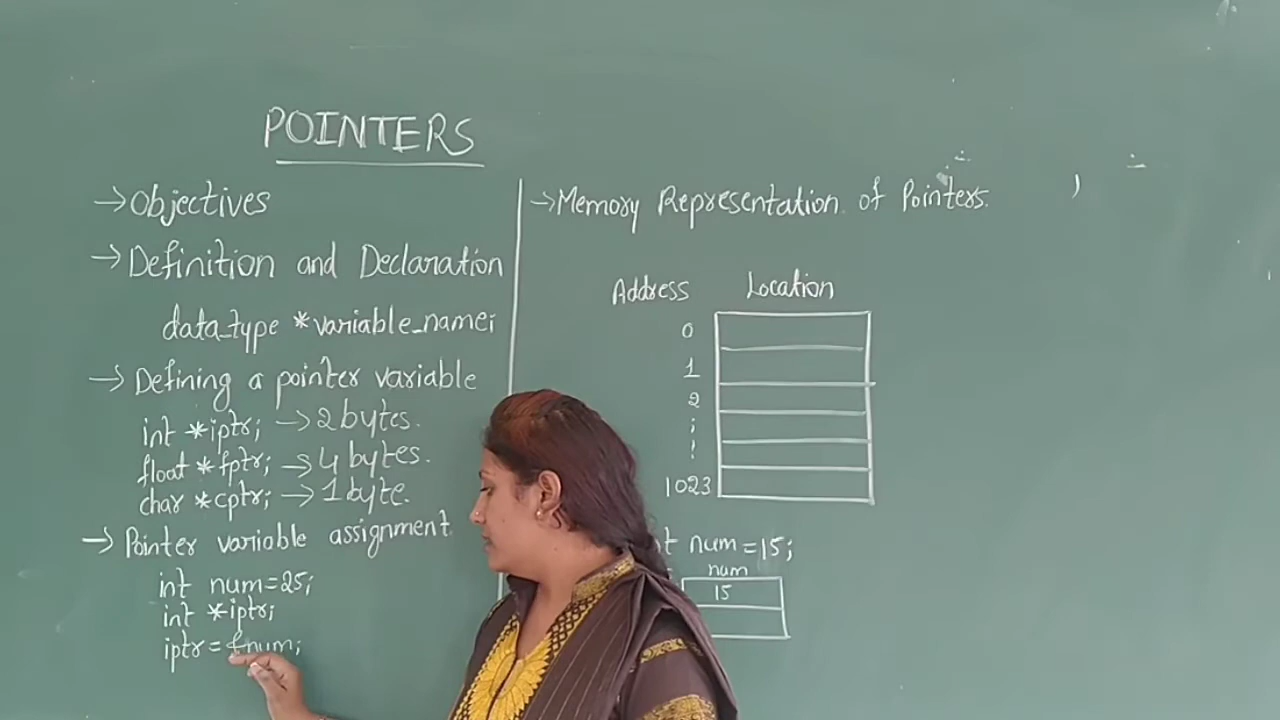 POINTERS
→ Objectives
→ Definition and Declaration
data_type *variable_name;
→ Defining a pointer variable
int *iptr; → 2 bytes.
float *fptr; → 4 bytes.
char *cptr; → 1 byte.
→ Pointer variable assignment
int num=25;
int *iptr;
iptr=&num;
→ Memory Representation of Pointers.
Address Location
0
1
2
;
!
1023
num=15;
num
15